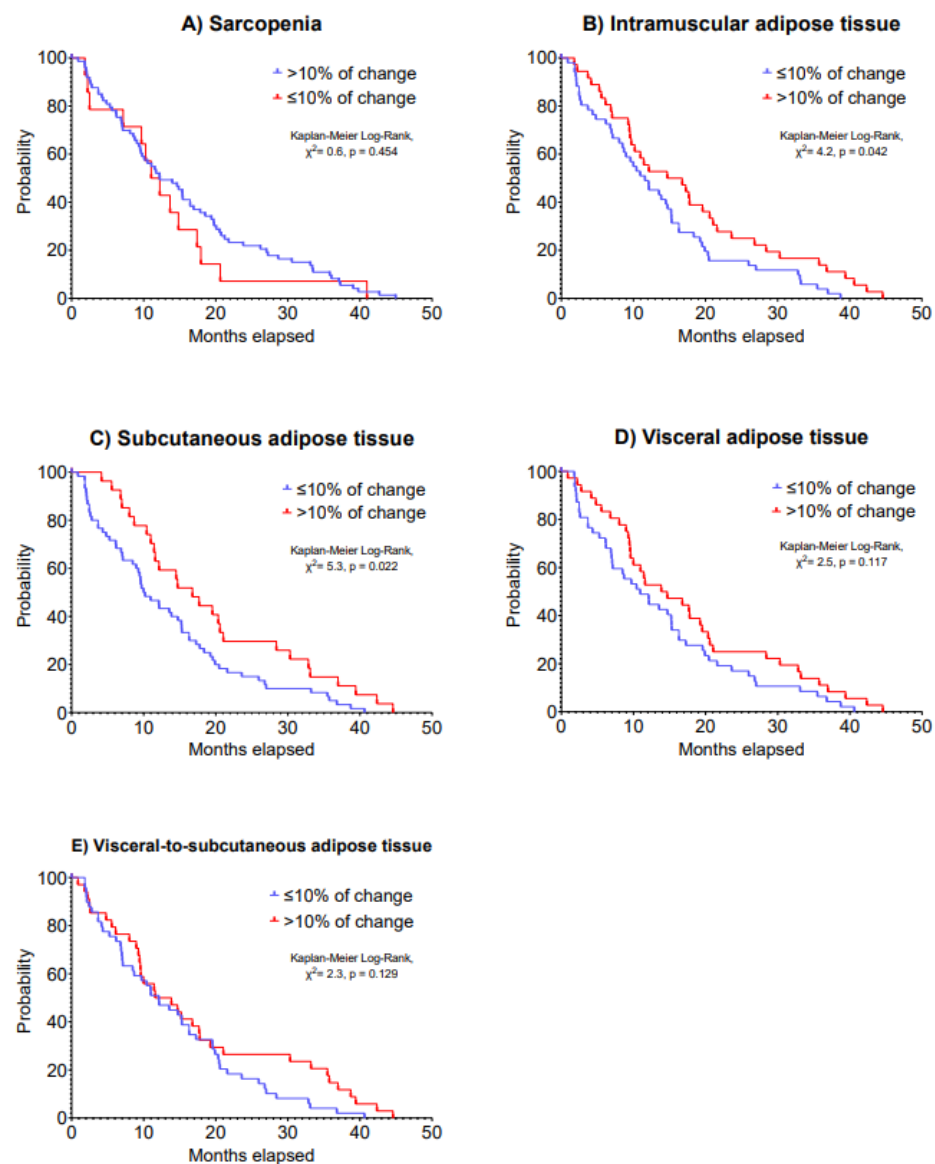 A) Sarcopenia
100
80
60
40
20
0
Probability
>10% of change
≤10% of change
Kaplan-Meier Log-Rank,
χ²= 0.6, p = 0.454
0 10 20 30 40 50
Months elapsed
B) Intramuscular adipose tissue
100
80
60
40
20
0
Probability
≤10% of change
>10% of change
Kaplan-Meier Log-Rank,
χ²= 4.2, p = 0.042
0 10 20 30 40 50
Months elapsed
C) Subcutaneous adipose tissue
100
80
60
40
20
0
Probability
≤10% of change
>10% of change
Kaplan-Meier Log-Rank,
χ²= 5.3, p = 0.022
0 10 20 30 40 50
Months elapsed
D) Visceral adipose tissue
100
80
60
40
20
0
Probability
≤10% of change
>10% of change
Kaplan-Meier Log-Rank,
χ²= 2.5, p = 0.117
0 10 20 30 40 50
Months elapsed
E) Visceral-to-subcutaneous adipose tissue
100
80
60
40
20
0
Probability
≤10% of change
>10% of change
Kaplan-Meier Log-Rank,
χ²= 2.3, p = 0.129
0 10 20 30 40 50
Months elapsed